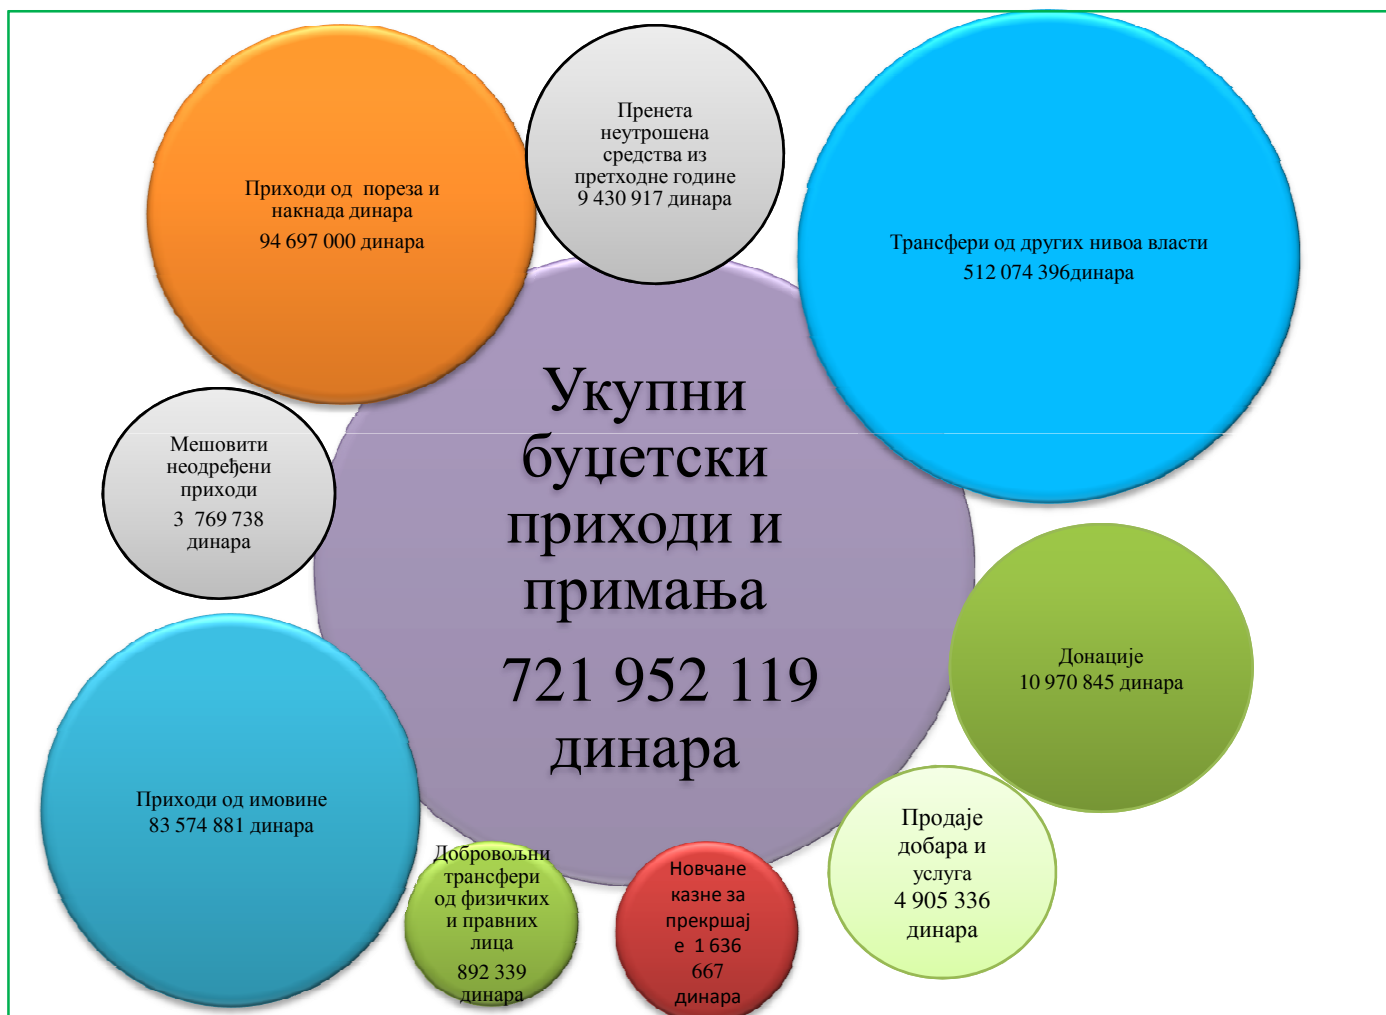 Приходи од пореза и
накнада динара
94 697 000 динара
Пренета
неутрошена
средства из
претходне године
9 430 917 динара
Трансфери од других нивоа власти
512 074 396динара
Мешовити
неодређени
приходи
3 769 738
динара
Укупни
буџетски
приходи и
примања
721 952 119
динара
Донације
10 970 845 динара
Приходи од имовине
83 574 881 динара
Продаје
добара и
услуга
4 905 336
динара
Добровољни
трансфери
од физичких
и правних
лица
892 339
динара
Новчане
казне за
прекршај
е 1 636
667
динара